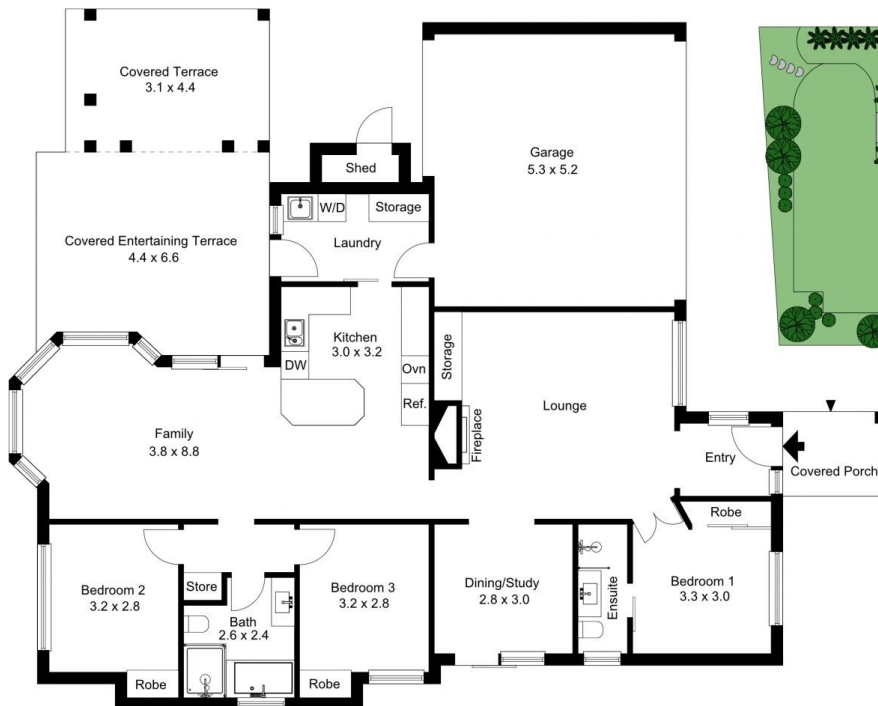 Covered Terrace
3.1 x 4.4
Garage
5.3 x 5.2
Shed
W/D
Storage
Laundry
Covered Entertaining Terrace
4.4 x 6.6
Kitchen
3.0 x 3.2
DW
Ovn
Ref.
Storage
Fireplace
Lounge
Family
3.8 x 8.8
Entry
Covered Porch
Robe
Bedroom 1
3.3 x 3.0
Ensuite
Dining/Study
2.8 x 3.0
Bedroom 3
3.2 x 2.8
Robe
Store
Bath
2.6 x 2.4
Bedroom 2
3.2 x 2.8
Robe